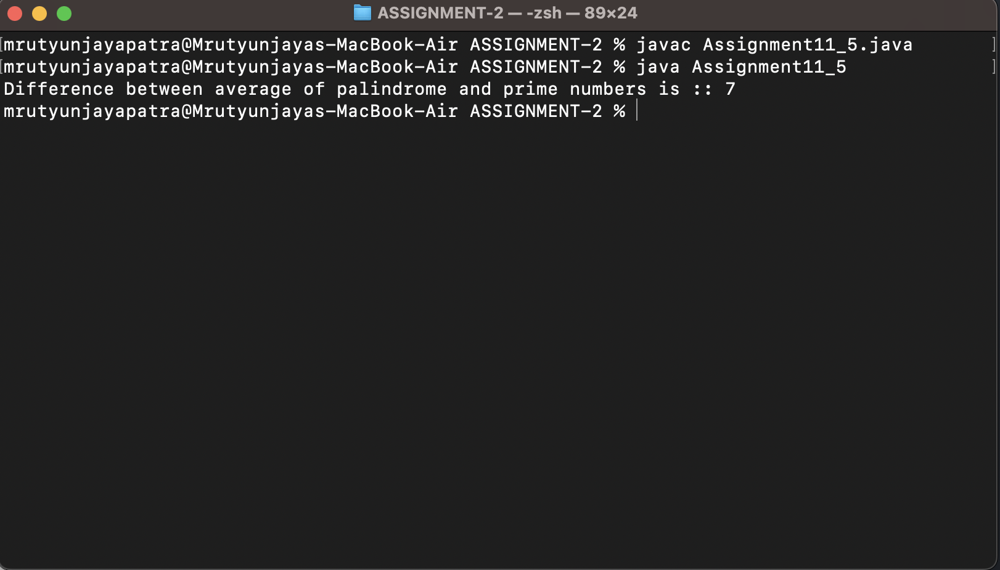 ASSIGNMENT-2 — -zsh — 89×24
[mrutyunjayapatra@Mrutyunjayas-MacBook-Air ASSIGNMENT-2 % javac Assignment11_5.java ]
[mrutyunjayapatra@Mrutyunjayas-MacBook-Air ASSIGNMENT-2 % java Assignment11_5 ]
Difference between average of palindrome and prime numbers is :: 7
mrutyunjayapatra@Mrutyunjayas-MacBook-Air ASSIGNMENT-2 %